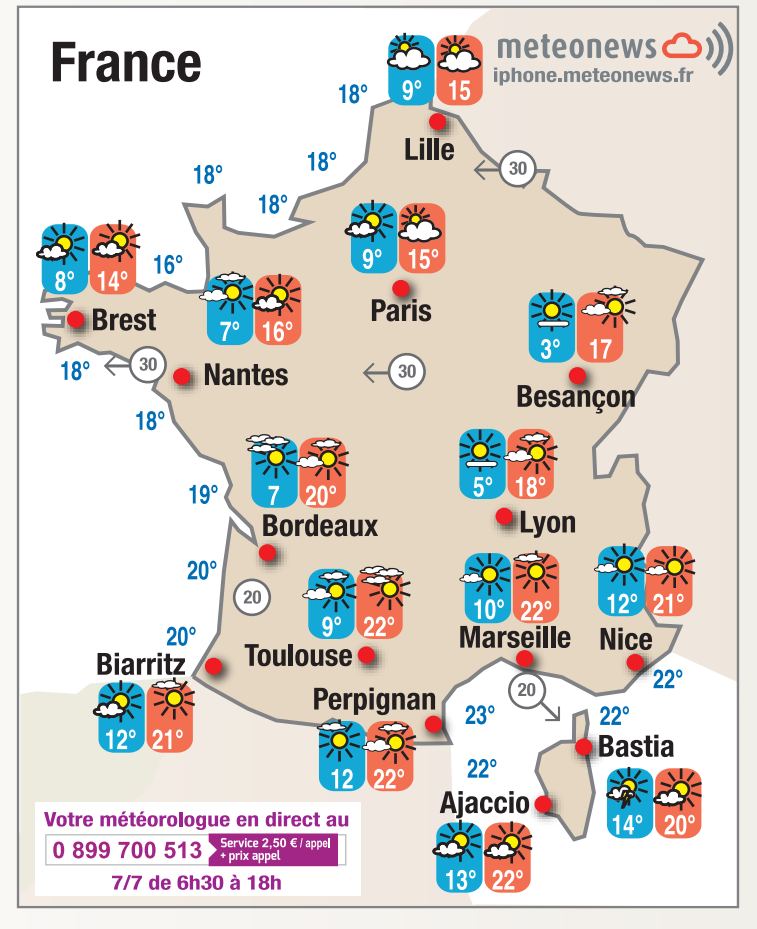 France
meteonews
iphone.meteonews.fr
9° 15
18°
Lille
30
18°
18°
18°
9° 15°
Paris
8° 14°
16°
Brest
7° 16°
Nantes
30
18°
30
3° 17
Besançon
18°
7 20°
Bordeaux
19°
5° 18°
Lyon
20°
20
9° 22°
Toulouse
10° 22°
Marseille
12° 21°
Nice
20°
Biarritz
12° 21°
22°
20
Perpignan
12 22°
23°
22°
Bastia
14° 20°
22°
Ajaccio
13° 22°
Votre météorologue en direct au
0 899 700 513 Service 2,50 € / appel
+ prix appel
7/7 de 6h30 à 18h